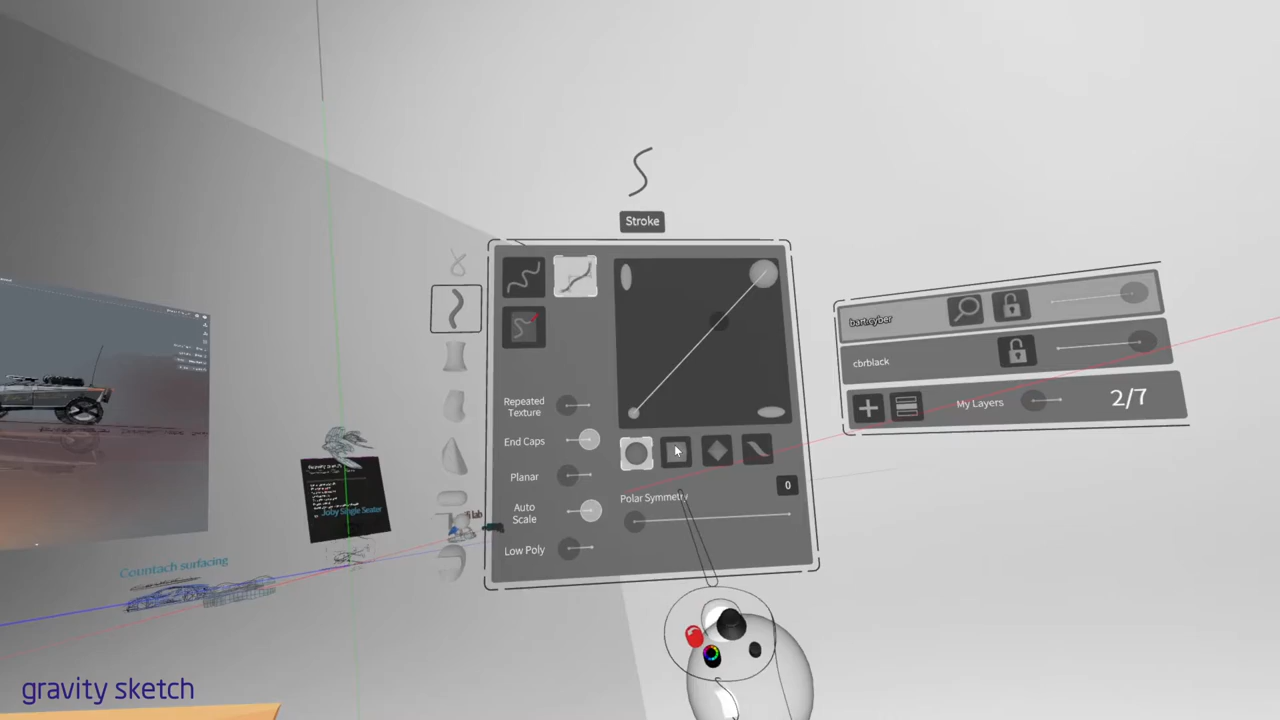 Stroke
Repeated
Texture
End Caps
Planar
Auto
Scale
Low Poly
Polar Symmetry
0
bart.cyber
cbrblack
My Layers
2/7
Joby Single Seater
Countach surfacing
gravity sketch